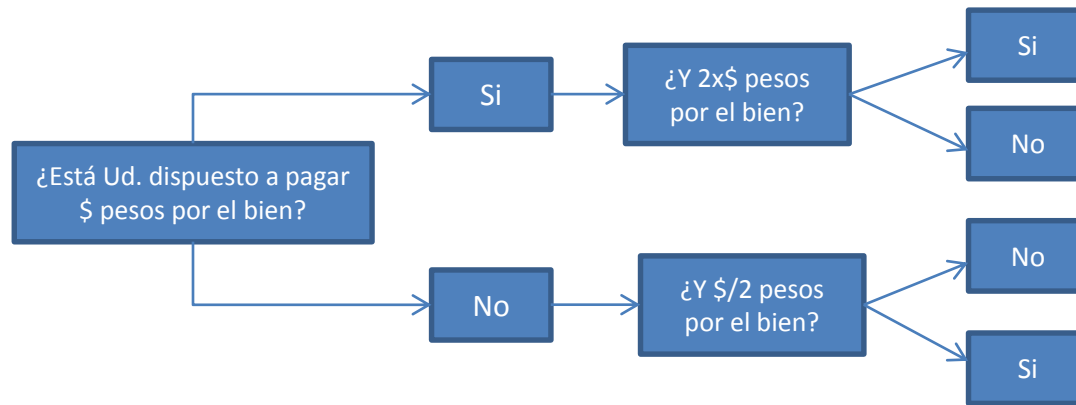 ¿Está Ud. dispuesto a pagar
$ pesos por el bien?
Si
¿Y 2x$ pesos
por el bien?
Si
No
No
¿Y $/2 pesos
por el bien?
No
Si